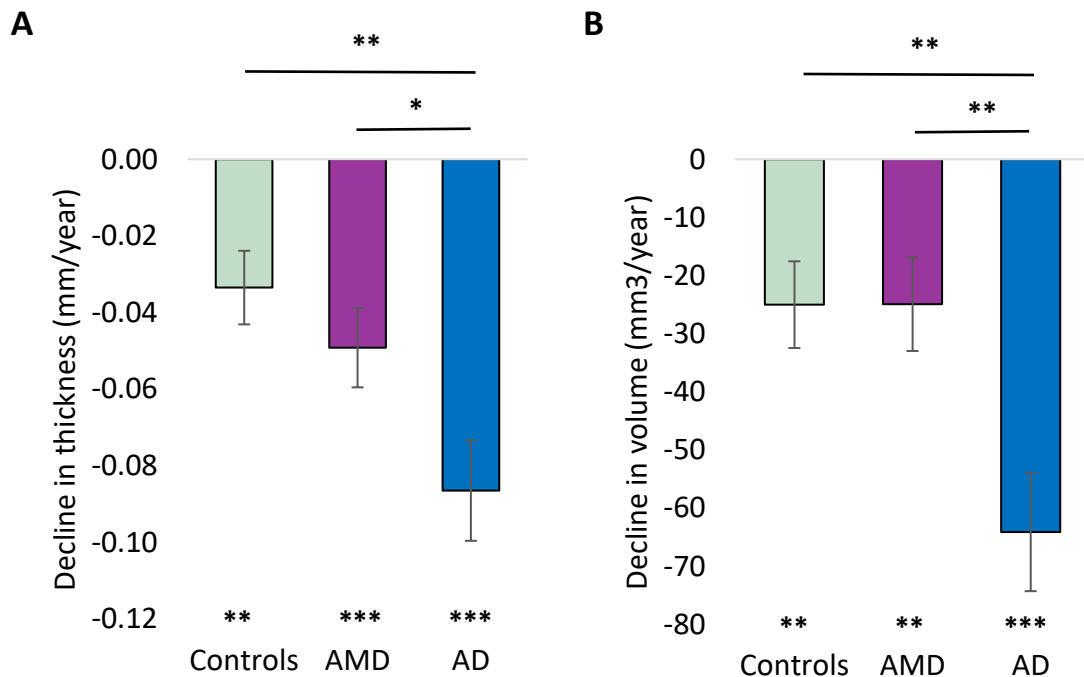 A
**
*
0.00
-0.02
-0.04
-0.06
-0.08
-0.10
-0.12
Decline in thickness (mm/year)
** *** ***
Controls AMD AD
B
**
**
0
-10
-20
-30
-40
-50
-60
-70
-80
Decline in volume (mm3/year)
** ** ***
Controls AMD AD